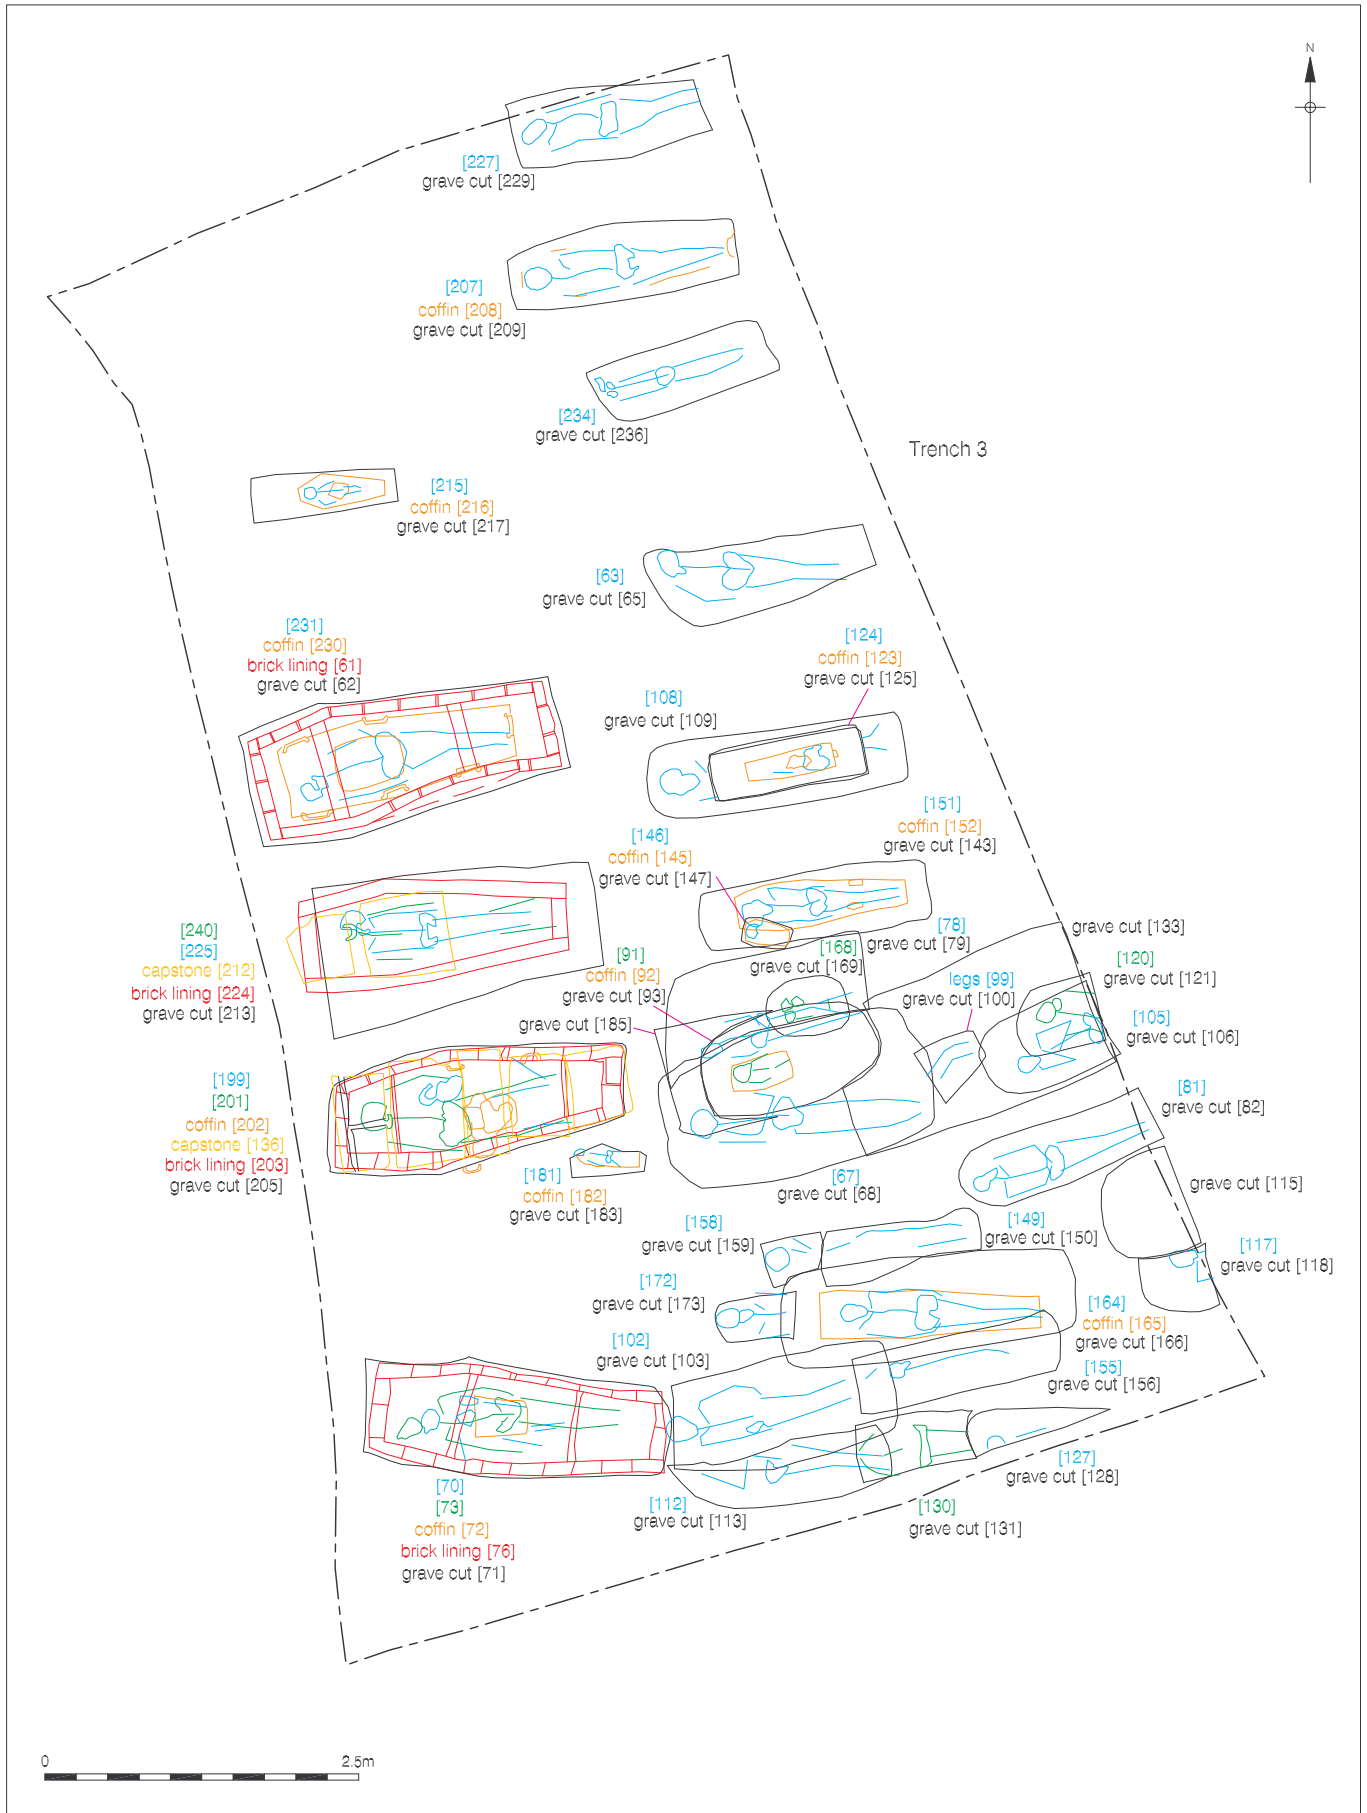 N
[227]
grave cut [229]
[207]
coffin [208]
grave cut [209]
[234]
grave cut [236]
Trench 3
[215]
coffin [216]
grave cut [217]
[63]
grave cut [65]
[231]
coffin [230]
brick lining [61]
grave cut [62]
[124]
coffin [123]
grave cut [125]
[108]
grave cut [109]
[151]
coffin [152]
grave cut [143]
[146]
coffin [145]
grave cut [147]
[240]
[225]
capstone [212]
brick lining [224]
grave cut [213]
[78]
grave cut [79]
[168]
grave cut [169]
[91]
coffin [92]
grave cut [93]
grave cut [185]
grave cut [133]
[120]
grave cut [121]
legs [99]
grave cut [100]
[105]
grave cut [106]
[199]
[201]
coffin [202]
capstone [136]
brick lining [203]
grave cut [205]
[81]
grave cut [82]
[181]
coffin [182]
grave cut [183]
[67]
grave cut [68]
grave cut [115]
[158]
grave cut [159]
[149]
grave cut [150]
[117]
grave cut [118]
[172]
grave cut [173]
[164]
coffin [165]
grave cut [166]
[102]
grave cut [103]
[155]
grave cut [156]
[127]
grave cut [128]
[70]
[73]
coffin [72]
brick lining [76]
grave cut [71]
[112]
grave cut [113]
[130]
grave cut [131]
0 2.5m